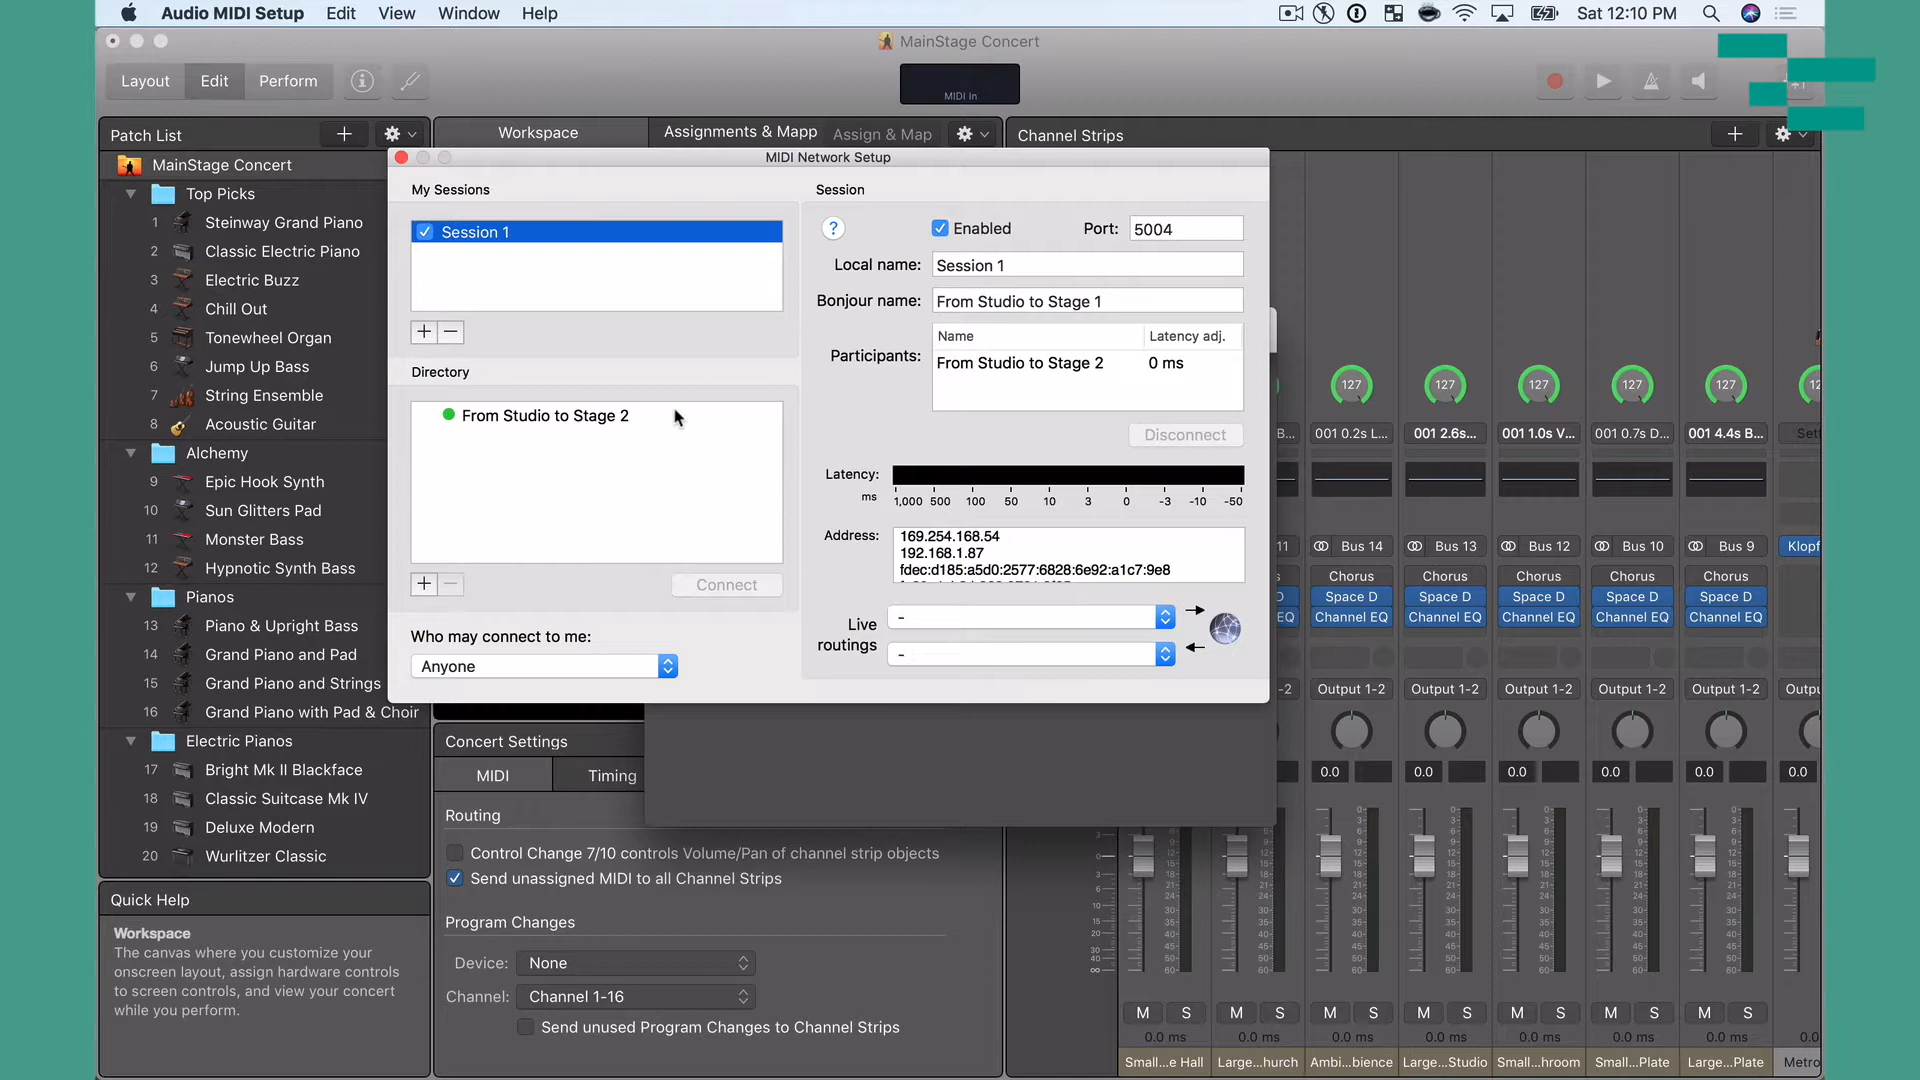 Audio MIDI Setup Edit View Window Help Sat 12:10 PM
MainStage Concert
Layout Edit Perform
MIDI In
Patch List
Workspace
Assignments & Mapp
Assign & Map
Channel Strips
MainStage Concert
Top Picks
1 Steinway Grand Piano
2 Classic Electric Piano
3 Electric Buzz
4 Chill Out
5 Tonewheel Organ
6 Jump Up Bass
7 String Ensemble
8 Acoustic Guitar
Alchemy
9 Epic Hook Synth
10 Sun Glitters Pad
11 Monster Bass
12 Hypnotic Synth Bass
Pianos
13 Piano & Upright Bass
14 Grand Piano and Pad
15 Grand Piano and Strings
16 Grand Piano with Pad & Choir
Electric Pianos
17 Bright Mk II Blackface
18 Classic Suitcase Mk IV
19 Deluxe Modern
20 Wurlitzer Classic
Quick Help
Workspace
The canvas where you customize your
onscreen layout, assign hardware controls
to screen controls, and view your concert
while you perform.
MIDI Network Setup
My Sessions
Session 1
Directory
From Studio to Stage 2
Connect
Who may connect to me:
Anyone
Session
? Enabled Port: 5004
Local name: Session 1
Bonjour name: From Studio to Stage 1
Participants:
Name Latency adj.
From Studio to Stage 2 0 ms
Disconnect
Latency:
ms
1,000 500 100 50 10 3 0 -3 -10 -50
Address: 169.254.168.54
192.168.1.87
fdec:d185:a5d0:2577:6828:6e92:a1c7:9e8
Live
routings
-
-
Concert Settings
MIDI Timing
Routing
Control Change 7/10 controls Volume/Pan of channel strip objects
Send unassigned MIDI to all Channel Strips
Program Changes
Device: None
Channel: Channel 1-16
Send unused Program Changes to Channel Strips
127 127 127 127 127 12
B... 001 0.2s L... 001 2.6s... 001 1.0s V... 001 0.7s D... 001 4.4s B... Sett
11 Bus 14 Bus 13 Bus 12 Bus 10 Bus 9 Klopf
Chorus Chorus Chorus Chorus Chorus
D Space D Space D Space D Space D Space D
EQ Channel EQ Channel EQ Channel EQ Channel EQ Channel EQ
-2 Output 1-2 Output 1-2 Output 1-2 Output 1-2 Output 1-2 Outpu
0.0 0.0 0.0 0.0 0.0 0.0
M S M S M S M S M S M S M S
0.0 ms 0.0 ms 0.0 ms 0.0 ms 0.0 ms 0.0 ms 0.0 ms 0.0
Small...e Hall Large...hurch Ambi...bience Large...Studio Small...hroom Small...Plate Large...Plate Metro